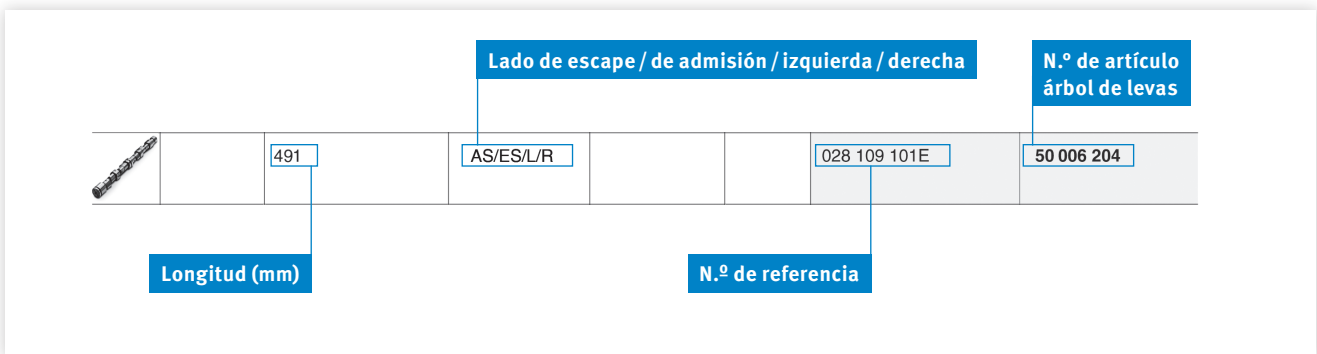 Lado de escape / de admisión / izquierda / derecha
N.º de artículo
árbol de levas
491
AS/ES/L/R
028 109 101E
50 006 204
Longitud (mm)
N.º de referencia